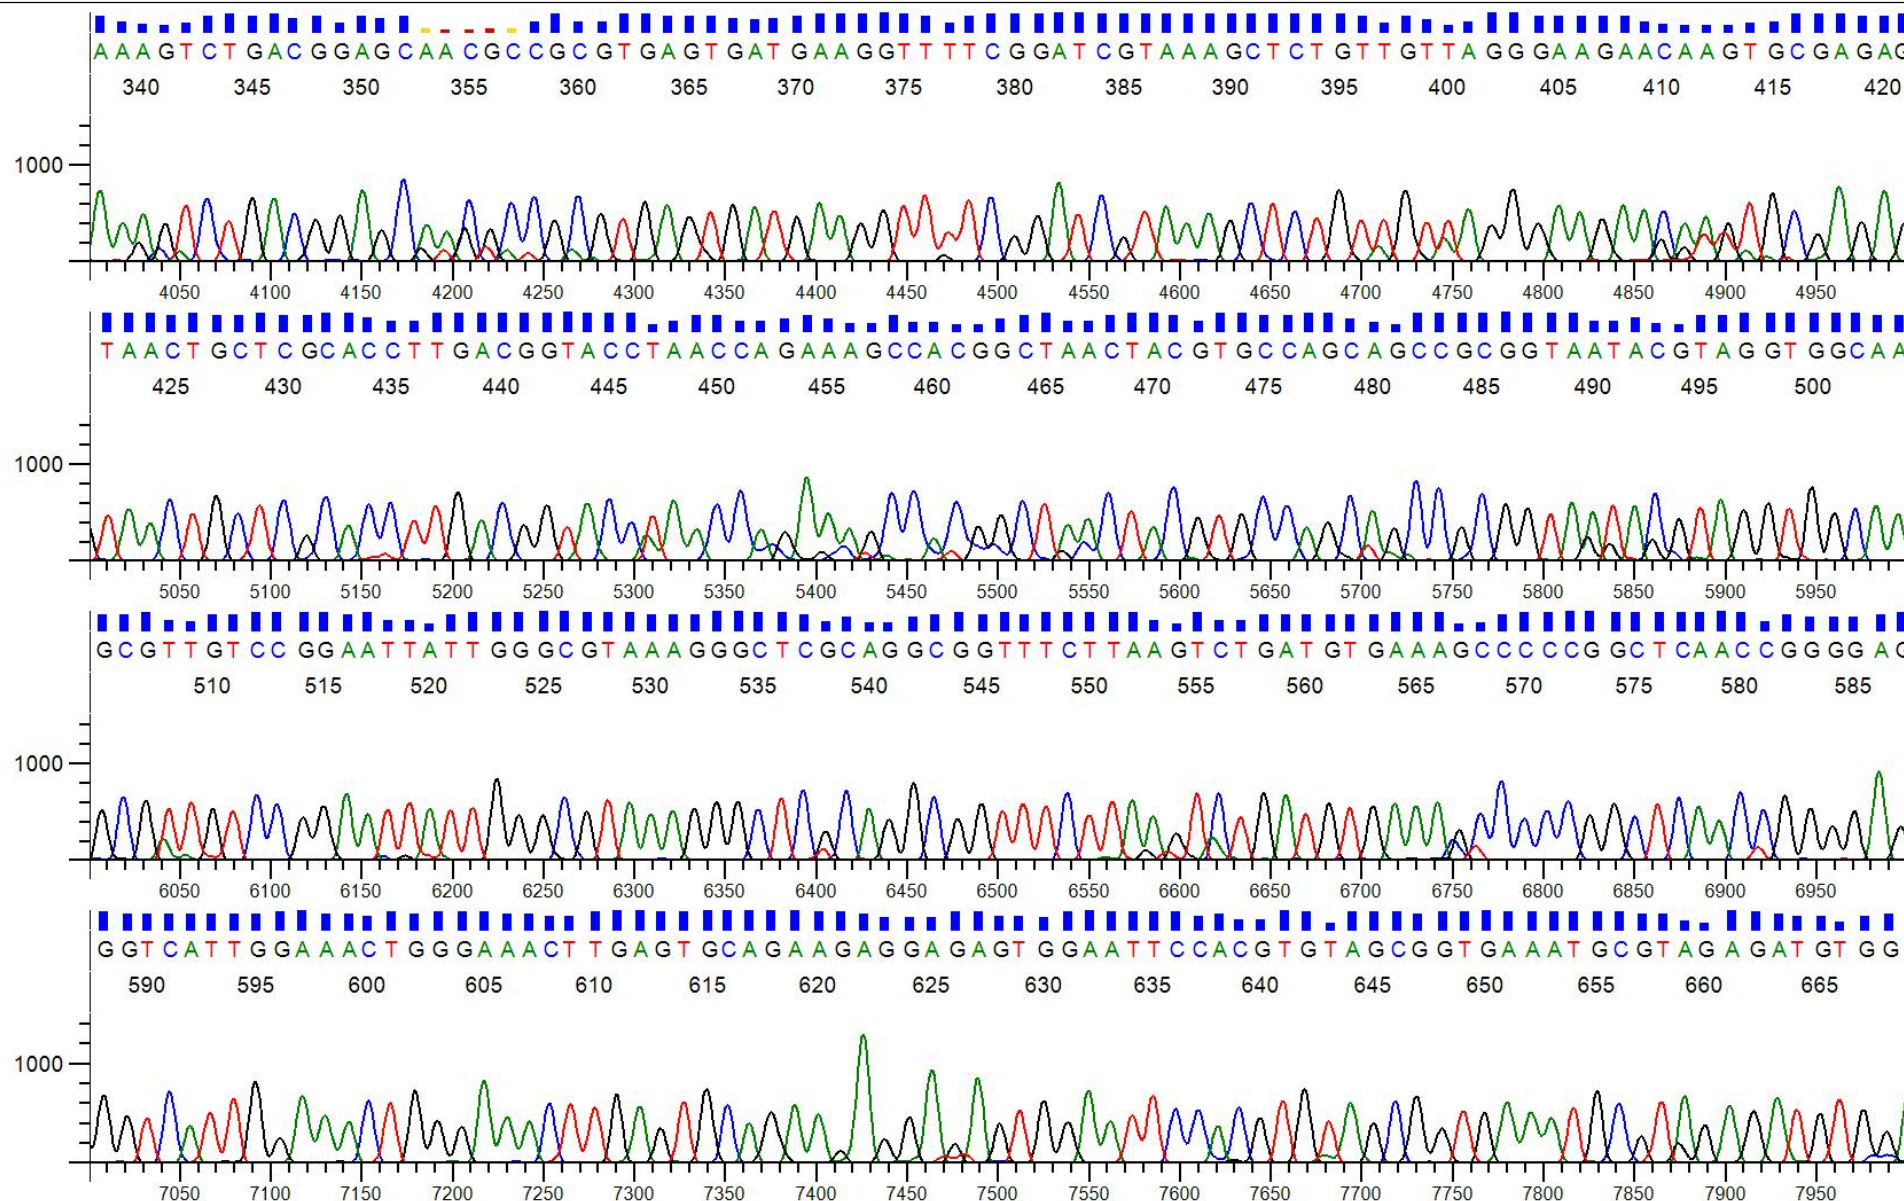 AAAGTCTGACGGAGCAACGCCGCGTGAGTGATGAAGGTTTTCGGATCGTAAAGCTCTGTTGTTAGGGAAGAACAAGTGCGAGAG
340 345 350 355 360 365 370 375 380 385 390 395 400 405 410 415 420
1000
4050 4100 4150 4200 4250 4300 4350 4400 4450 4500 4550 4600 4650 4700 4750 4800 4850 4900 4950
TAACTGCTCGCACCTTGACGGTACCTAACCAGAAAGCCACGGCTAACTACGTGCCAGCAGCCGCGGTAATACGTAGGTGGCAA
425 430 435 440 445 450 455 460 465 470 475 480 485 490 495 500
1000
5050 5100 5150 5200 5250 5300 5350 5400 5450 5500 5550 5600 5650 5700 5750 5800 5850 5900 5950
GCGTTGTCCGGAATTATTGGGCGTAAAGGGCTCGCAGGCGGTTTCTTAAGTCTGATGTGAAAGCCCCCGGCTCAACCGGGGAG
510 515 520 525 530 535 540 545 550 555 560 565 570 575 580 585
1000
6050 6100 6150 6200 6250 6300 6350 6400 6450 6500 6550 6600 6650 6700 6750 6800 6850 6900 6950
GGTCATTGGAAACTGGGAAACTTGAGTGCAGAAGAGGAGAGTGGAATTCCACGTGTAGCGGTGAAATGCGTAGAGATGTGG
590 595 600 605 610 615 620 625 630 635 640 645 650 655 660 665
1000
7050 7100 7150 7200 7250 7300 7350 7400 7450 7500 7550 7600 7650 7700 7750 7800 7850 7900 7950